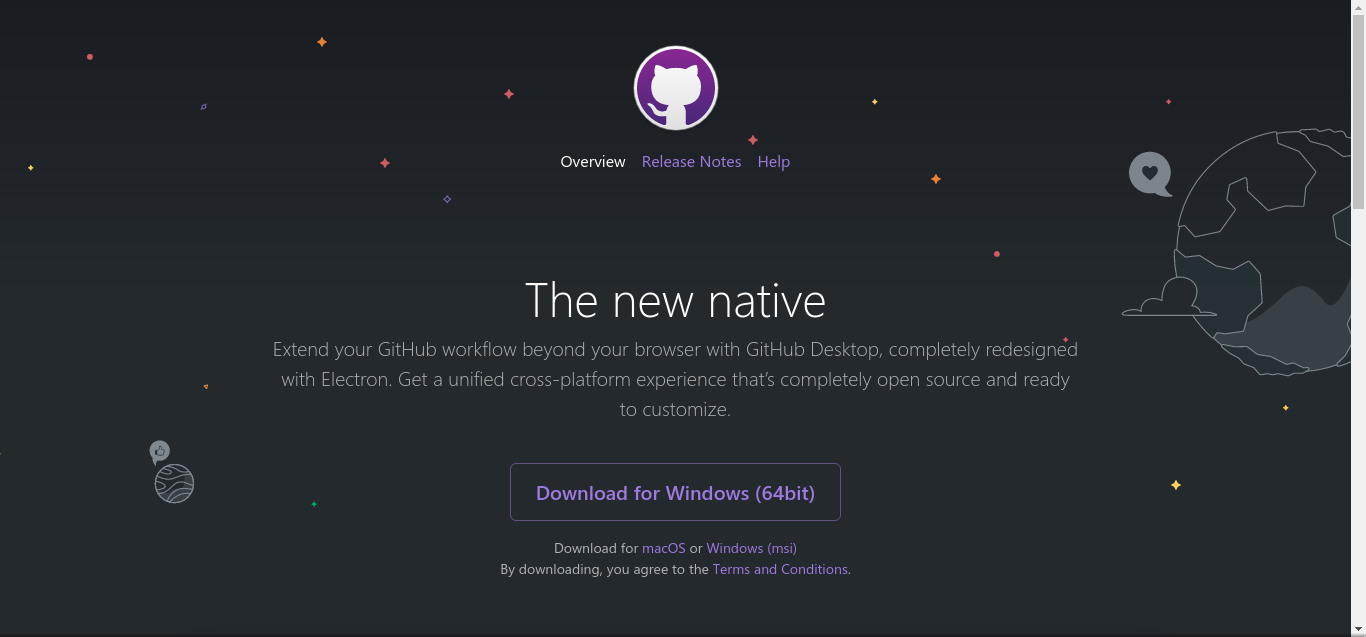 Overview Release Notes Help
The new native
Extend your GitHub workflow beyond your browser with GitHub Desktop, completely redesigned
with Electron. Get a unified cross-platform experience that’s completely open source and ready
to customize.
Download for Windows (64bit)
Download for macOS or Windows (msi)
By downloading, you agree to the Terms and Conditions.